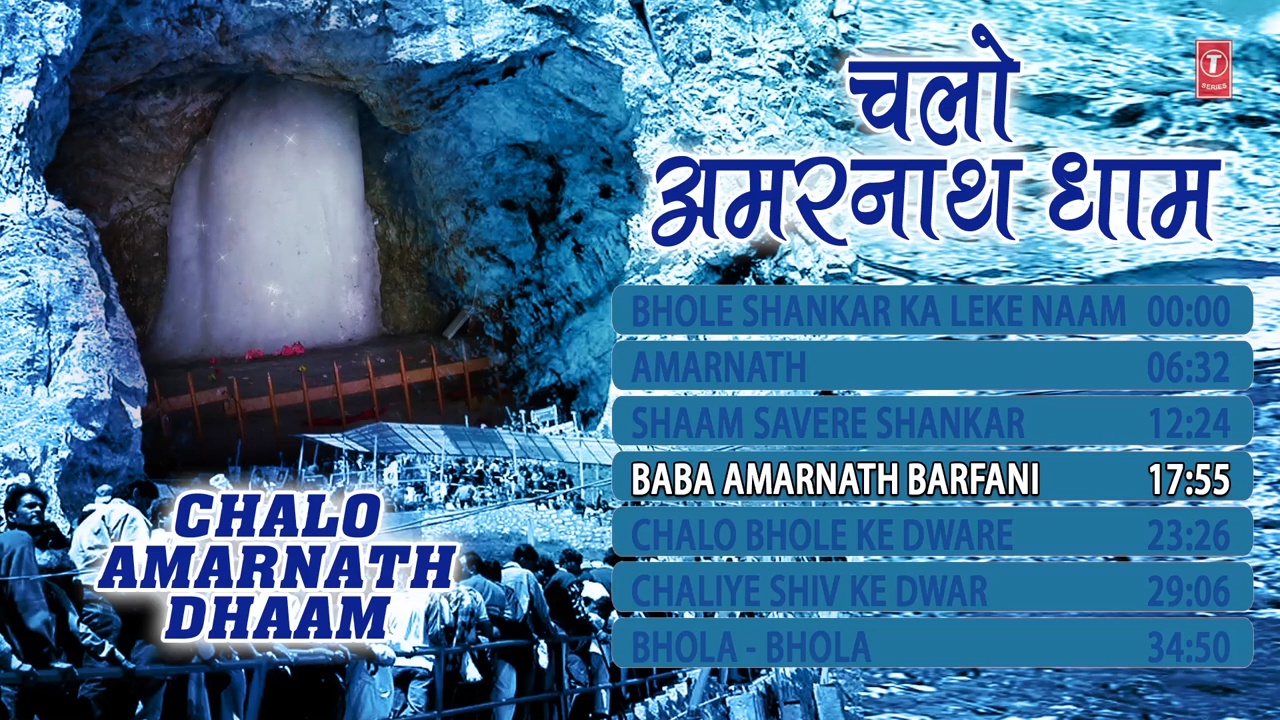 चलो
अमरनाथ धाम
T
SERIES
BHOLE SHANKAR KA LEKE NAAM 00:00
AMARNATH 06:32
SHAAM SAVERE SHANKAR 12:24
BABA AMARNATH BARFANI 17:55
CHALO BHOLE KE DWARE 23:26
CHALIYE SHIV KE DWAR 29:06
BHOLA - BHOLA 34:50
CHALO
AMARNATH
DHAAM